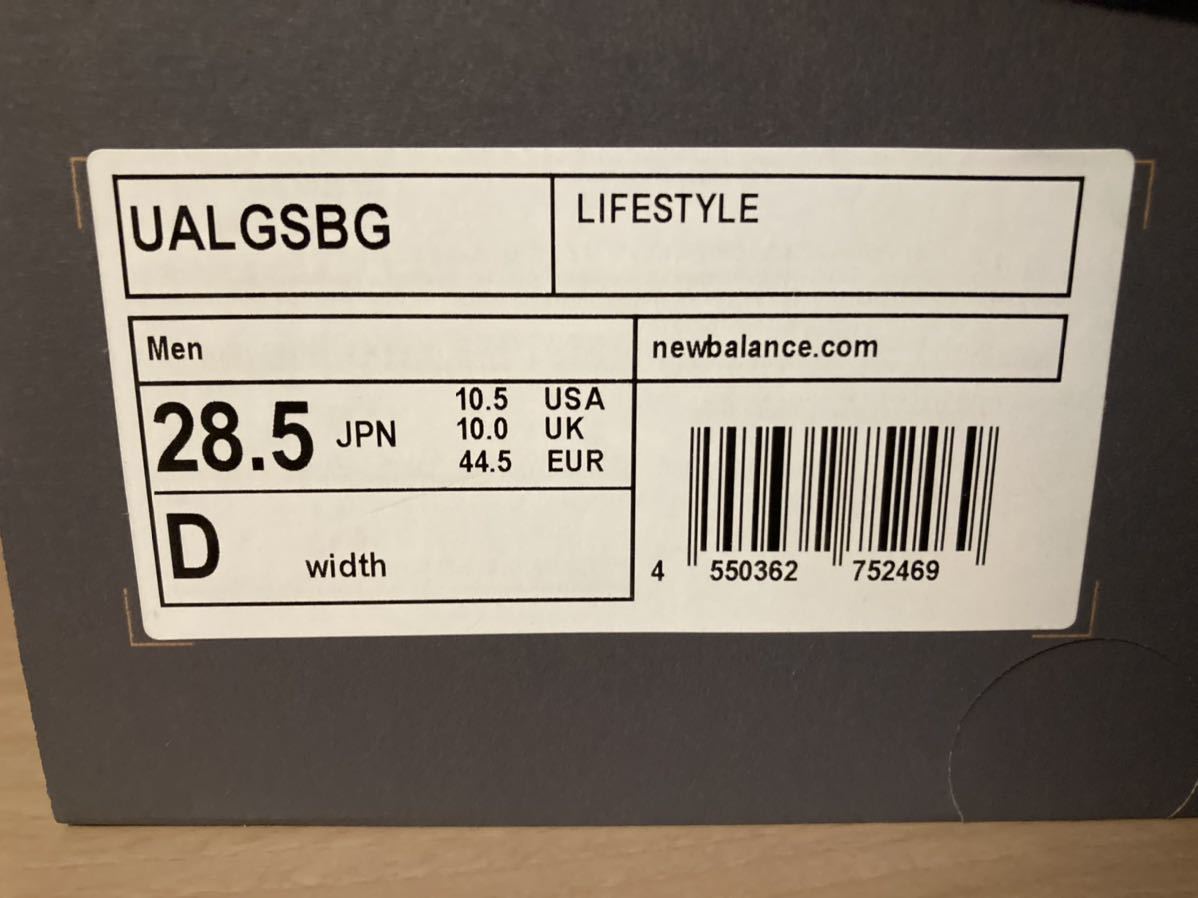 UALGSBG
LIFESTYLE
Men
newbalance.com
28.5 JPN
10.5 USA
10.0 UK
44.5 EUR
D width
4 550362 752469